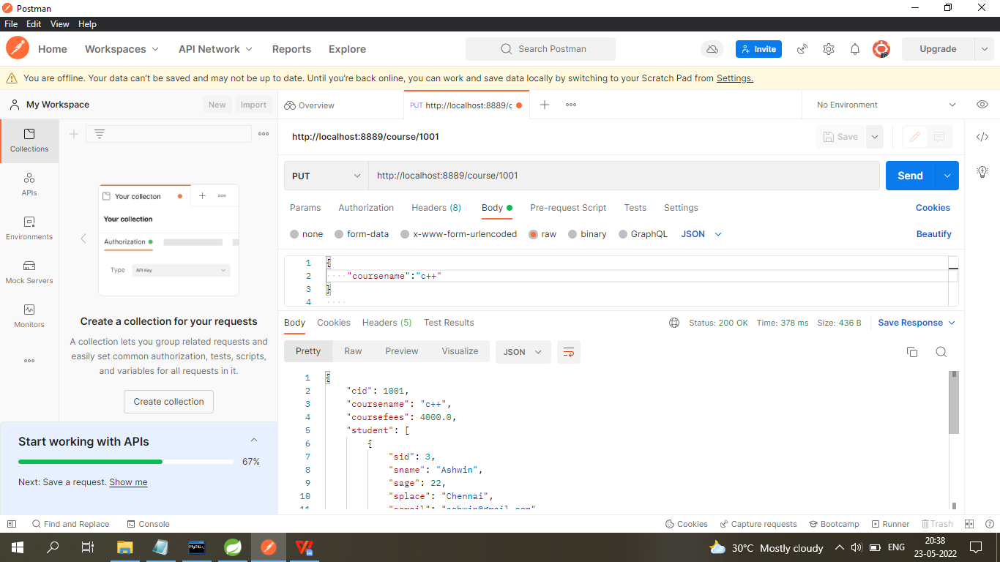 Postman
File Edit View Help
Home Workspaces API Network Reports Explore Search Postman Invite Upgrade
You are offline. Your data can't be saved and may not be up to date. Until you're back online, you can work and save data locally by switching to your Scratch Pad from Settings.
My Workspace New Import Overview PUT http://localhost:8889/c No Environment
http://localhost:8889/course/1001 Save
Collections
APIs
Environments
Mock Servers
Monitors
Your collecton
Your collection
Authorization
Type API Key
Create a collection for your requests
A collection lets you group related requests and
easily set common authorization, tests, scripts,
and variables for all requests in it.
Create collection
Start working with APIs
67%
Next: Save a request. Show me
PUT http://localhost:8889/course/1001 Send
Params Authorization Headers (8) Body Pre-request Script Tests Settings Cookies
none form-data x-www-form-urlencoded raw binary GraphQL JSON Beautify
1 {
2 "coursename":"c++"
3 }
4
Body Cookies Headers (5) Test Results Status: 200 OK Time: 378 ms Size: 436 B Save Response
Pretty Raw Preview Visualize JSON
1 {
2 "cid": 1001,
3 "coursename": "c++",
4 "coursefees": 4000.0,
5 "student": [
6 {
7 "sid": 3,
8 "sname": "Ashwin",
9 "sage": 22,
10 "splace": "Chennai",
11 "semail": "ashwin@gmail.com"
Find and Replace Console Cookies Capture requests Bootcamp Runner Trash
MySQL 30°C Mostly cloudy ENG 20:38
23-05-2022